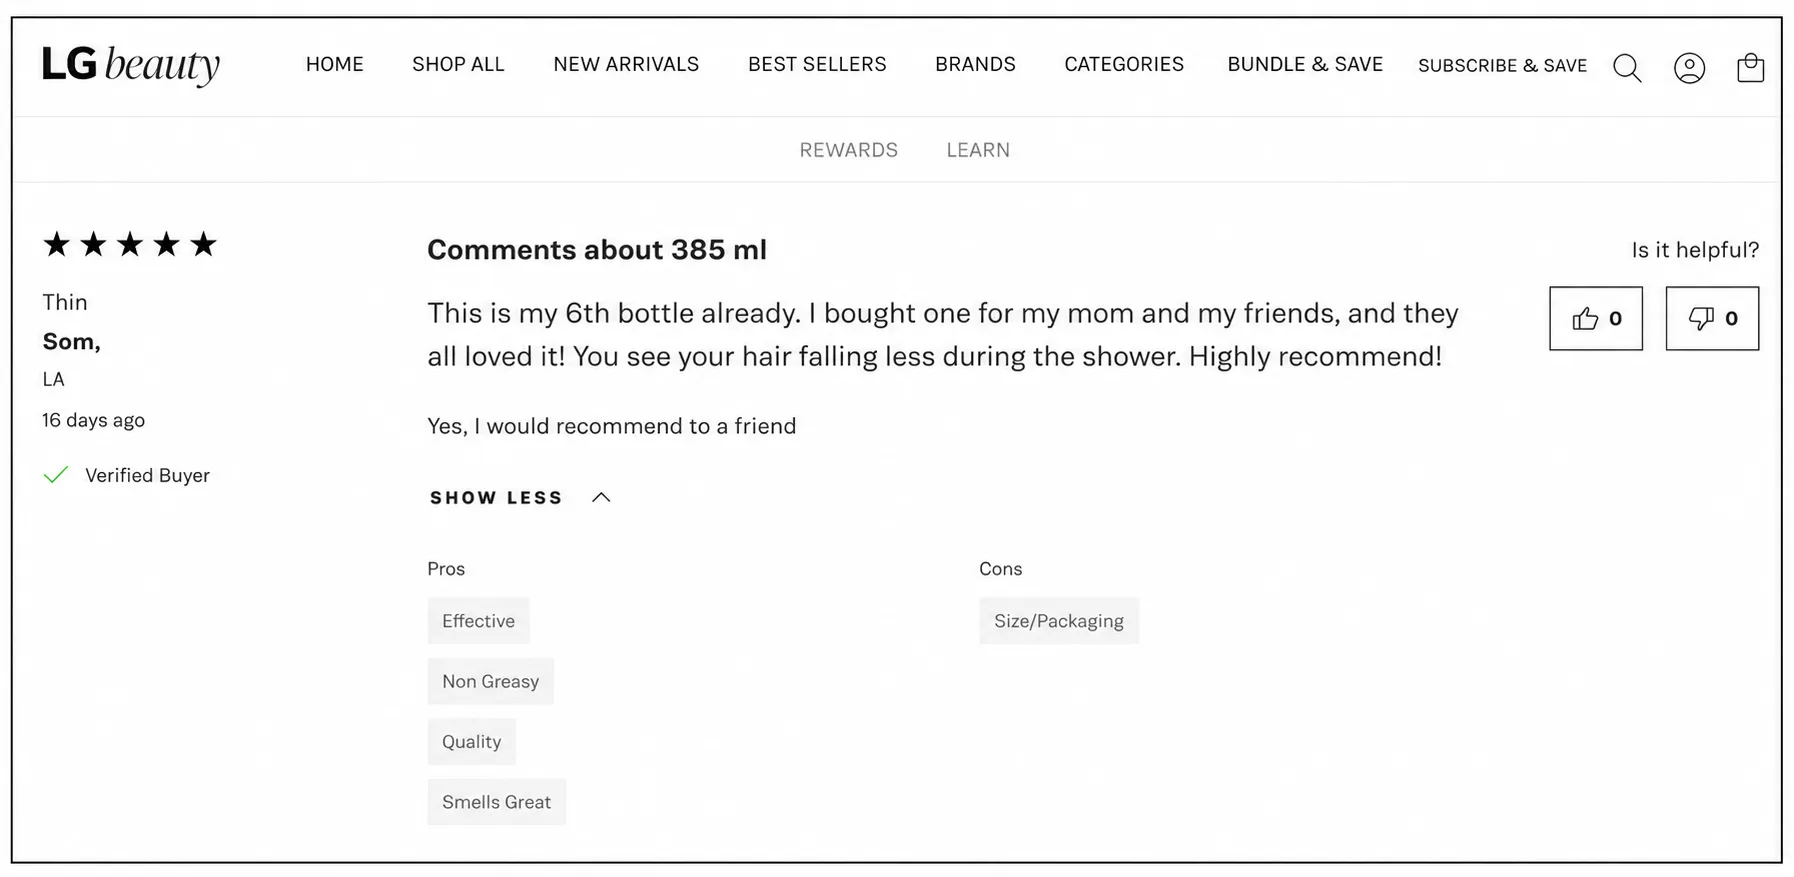 LG beauty
HOME SHOP ALL NEW ARRIVALS BEST SELLERS BRANDS CATEGORIES BUNDLE & SAVE SUBSCRIBE & SAVE
REWARDS LEARN
Thin
Som,
LA
16 days ago
Verified Buyer
Comments about 385 ml
This is my 6th bottle already. I bought one for my mom and my friends, and they
all loved it! You see your hair falling less during the shower. Highly recommend!
Yes, I would recommend to a friend
SHOW LESS
Is it helpful?
0 0
Pros
Effective
Non Greasy
Quality
Smells Great
Cons
Size/Packaging